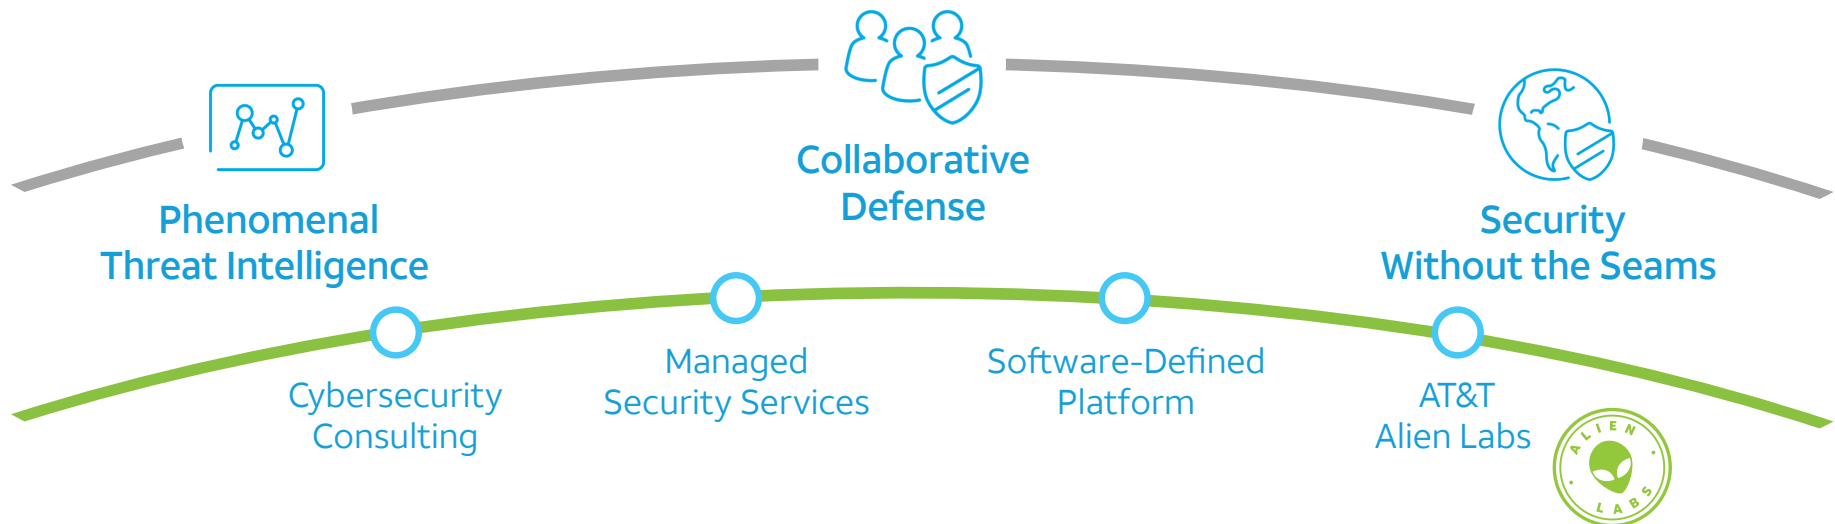 Phenomenal
Threat Intelligence
Collaborative
Defense
Security
Without the Seams
Cybersecurity
Consulting
Managed
Security Services
Software-Defined
Platform
AT&T
Alien Labs
ALIEN
LABS